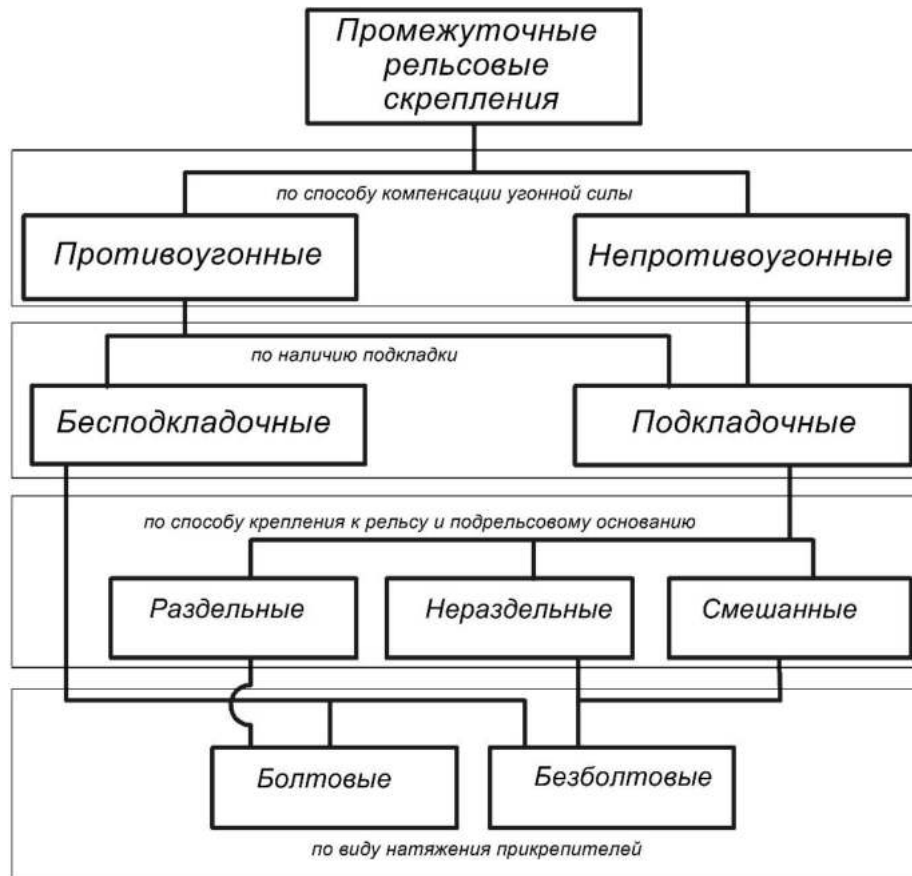 Промежуточные
рельсовые
скрепления
по способу компенсации угонной силы
Противоугонные
Непротивоугонные
по наличию подкладки
Бесподкладочные
Подкладочные
по способу крепления к рельсу и подрельсовому основанию
Раздельные
Нераздельные
Смешанные
Болтовые
Безболтовые
по виду натяжения прикрепителей